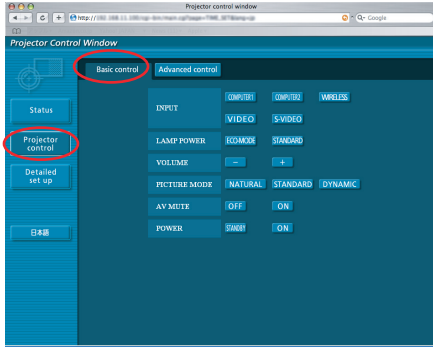 Projector control window
http://
Google
Projector Control Window
Basic control Advanced control
Status
Projector control
Detailed set up
日本語
INPUT COMPUTER1 COMPUTER2 WIRELESS
VIDEO S-VIDEO
LAMP POWER ECO-MODE STANDARD
VOLUME - +
PICTURE MODE NATURAL STANDARD DYNAMIC
AV MUTE OFF ON
POWER STANDBY ON